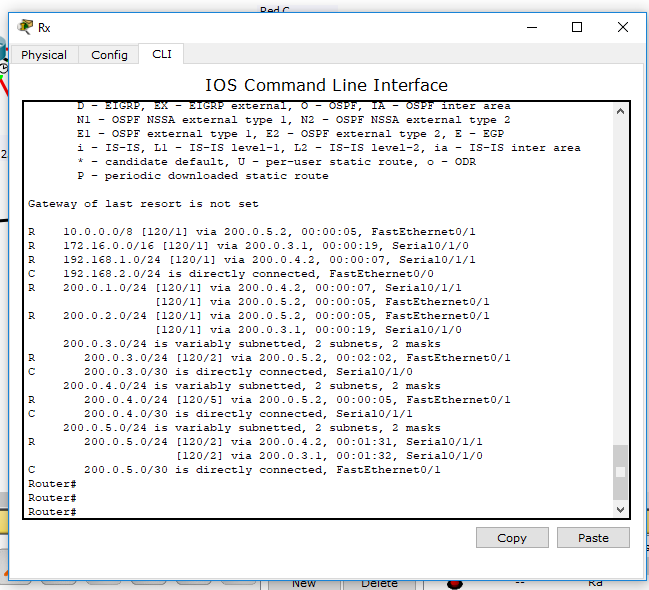 Red C
Rx
Physical Config CLI
IOS Command Line Interface
D - EIGRP, EX - EIGRP external, O - OSPF, IA - OSPF inter area
N1 - OSPF NSSA external type 1, N2 - OSPF NSSA external type 2
E1 - OSPF external type 1, E2 - OSPF external type 2, E - EGP
i - IS-IS, L1 - IS-IS level-1, L2 - IS-IS level-2, ia - IS-IS inter area
* - candidate default, U - per-user static route, o - ODR
P - periodic downloaded static route
Gateway of last resort is not set
R 10.0.0.0/8 [120/1] via 200.0.5.2, 00:00:05, FastEthernet0/1
R 172.16.0.0/16 [120/1] via 200.0.3.1, 00:00:19, Serial0/1/0
R 192.168.1.0/24 [120/1] via 200.0.4.2, 00:00:07, Serial0/1/1
C 192.168.2.0/24 is directly connected, FastEthernet0/0
R 200.0.1.0/24 [120/1] via 200.0.4.2, 00:00:07, Serial0/1/1
[120/1] via 200.0.5.2, 00:00:05, FastEthernet0/1
R 200.0.2.0/24 [120/1] via 200.0.5.2, 00:00:05, FastEthernet0/1
[120/1] via 200.0.3.1, 00:00:19, Serial0/1/0
200.0.3.0/24 is variably subnetted, 2 subnets, 2 masks
R 200.0.3.0/24 [120/2] via 200.0.5.2, 00:02:02, FastEthernet0/1
C 200.0.3.0/30 is directly connected, Serial0/1/0
200.0.4.0/24 is variably subnetted, 2 subnets, 2 masks
R 200.0.4.0/24 [120/5] via 200.0.5.2, 00:00:05, FastEthernet0/1
C 200.0.4.0/30 is directly connected, Serial0/1/1
200.0.5.0/24 is variably subnetted, 2 subnets, 2 masks
R 200.0.5.0/24 [120/2] via 200.0.4.2, 00:01:31, Serial0/1/1
[120/2] via 200.0.3.1, 00:01:32, Serial0/1/0
C 200.0.5.0/30 is directly connected, FastEthernet0/1
Router#
Router#
Router#
Copy Paste
New Delete -- Ra